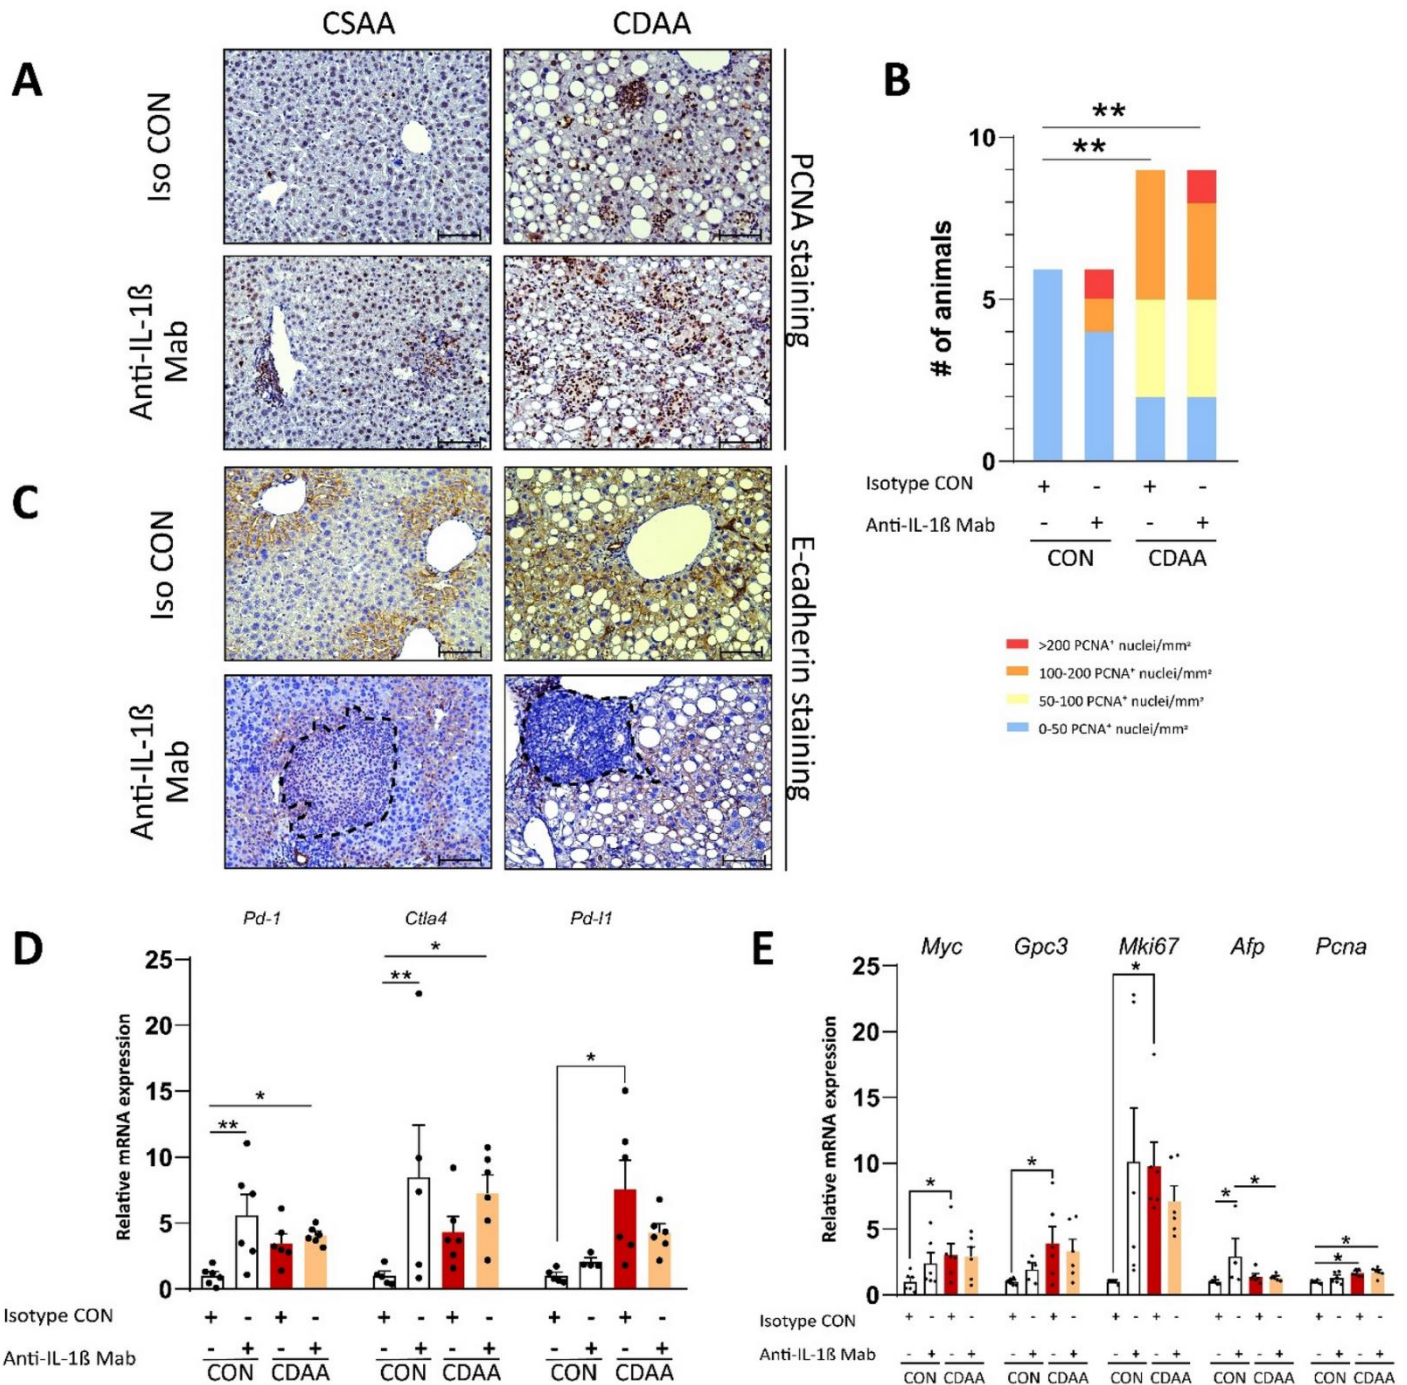 CSAA CDAA
A
Iso CON
Anti-IL-1ß
Mab
PCNA staining
B
** 
**
10
5
0
# of animals
Isotype CON + - + -
Anti-IL-1ß Mab - + - +
CON CDAA
>200 PCNA⁺ nuclei/mm²
100-200 PCNA⁺ nuclei/mm²
50-100 PCNA⁺ nuclei/mm²
0-50 PCNA⁺ nuclei/mm²
C
Iso CON
Anti-IL-1ß
Mab
E-cadherin staining
D
Pd-1 Ctla4 Pd-l1
Relative mRNA expression
25
20
15
10
5
0
*
**
*
**
*
Isotype CON + - + - + - + - + - + -
Anti-IL-1ß Mab - + - + - + - + - + - +
CON CDAA CON CDAA CON CDAA
E
Myc Gpc3 Mki67 Afp Pcna
Relative mRNA expression
25
20
15
10
5
0
*
*
*
*
*
*
*
Isotype CON + - + - + - + - + - + - + - + - + - + -
Anti-IL-1ß Mab - + - + - + - + - + - + - + - + - + - +
CON CDAA CON CDAA CON CDAA CON CDAA CON CDAA